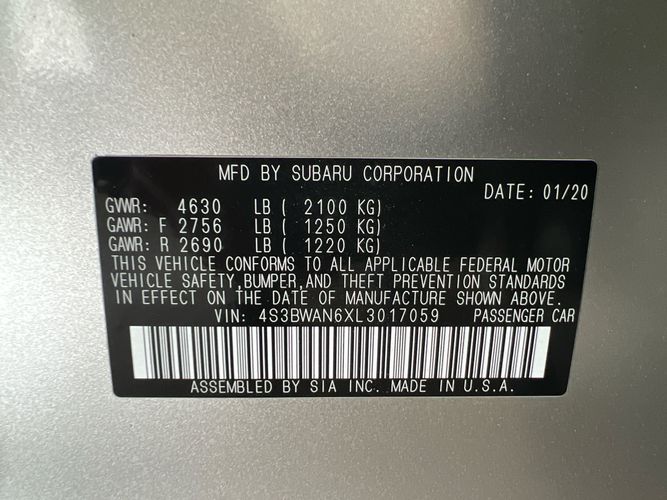 MFD BY SUBARU CORPORATION
DATE: 01/20
GVWR: 4630 LB ( 2100 KG)
GAWR: F 2756 LB ( 1250 KG)
GAWR: R 2690 LB ( 1220 KG)
THIS VEHICLE CONFORMS TO ALL APPLICABLE FEDERAL MOTOR
VEHICLE SAFETY,BUMPER,AND THEFT PREVENTION STANDARDS
IN EFFECT ON THE DATE OF MANUFACTURE SHOWN ABOVE.
VIN: 4S3BWAN6XL3017059 PASSENGER CAR
ASSEMBLED BY SIA INC. MADE IN U.S.A.